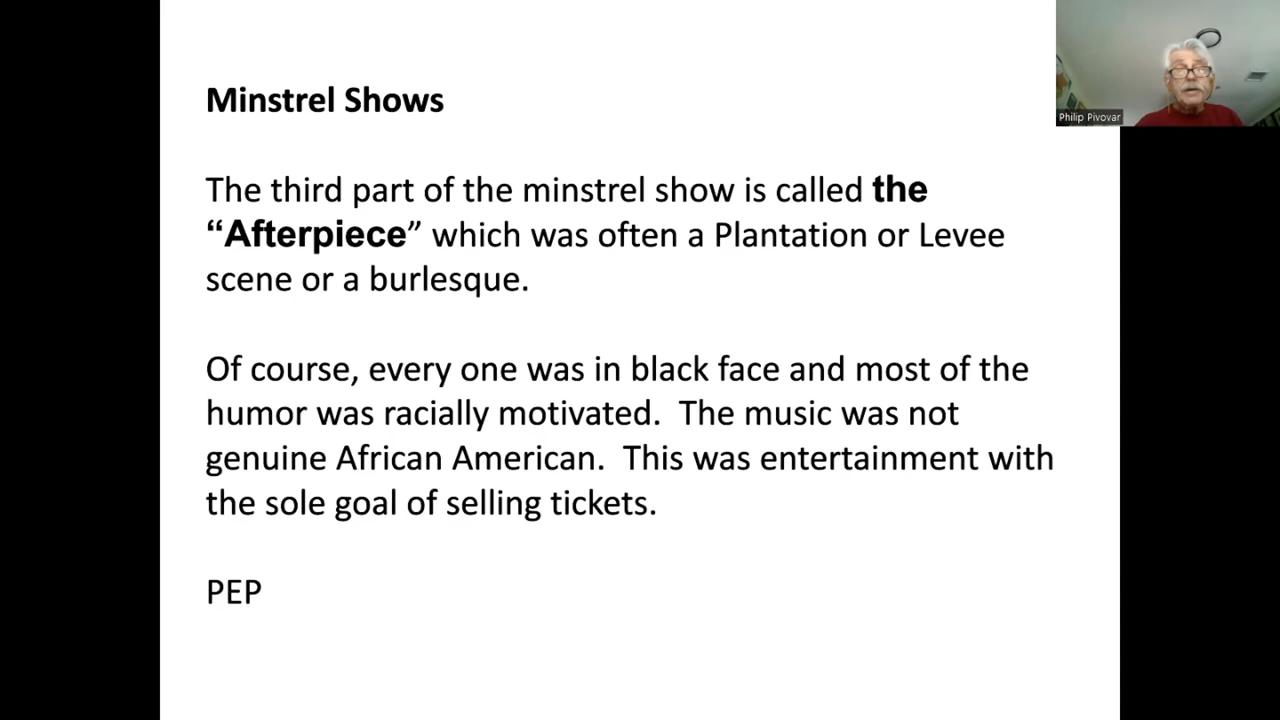 Minstrel Shows
The third part of the minstrel show is called the
“Afterpiece” which was often a Plantation or Levee
scene or a burlesque.
Of course, every one was in black face and most of the
humor was racially motivated.  The music was not
genuine African American.  This was entertainment with
the sole goal of selling tickets.
PEP
Philip Pivovar